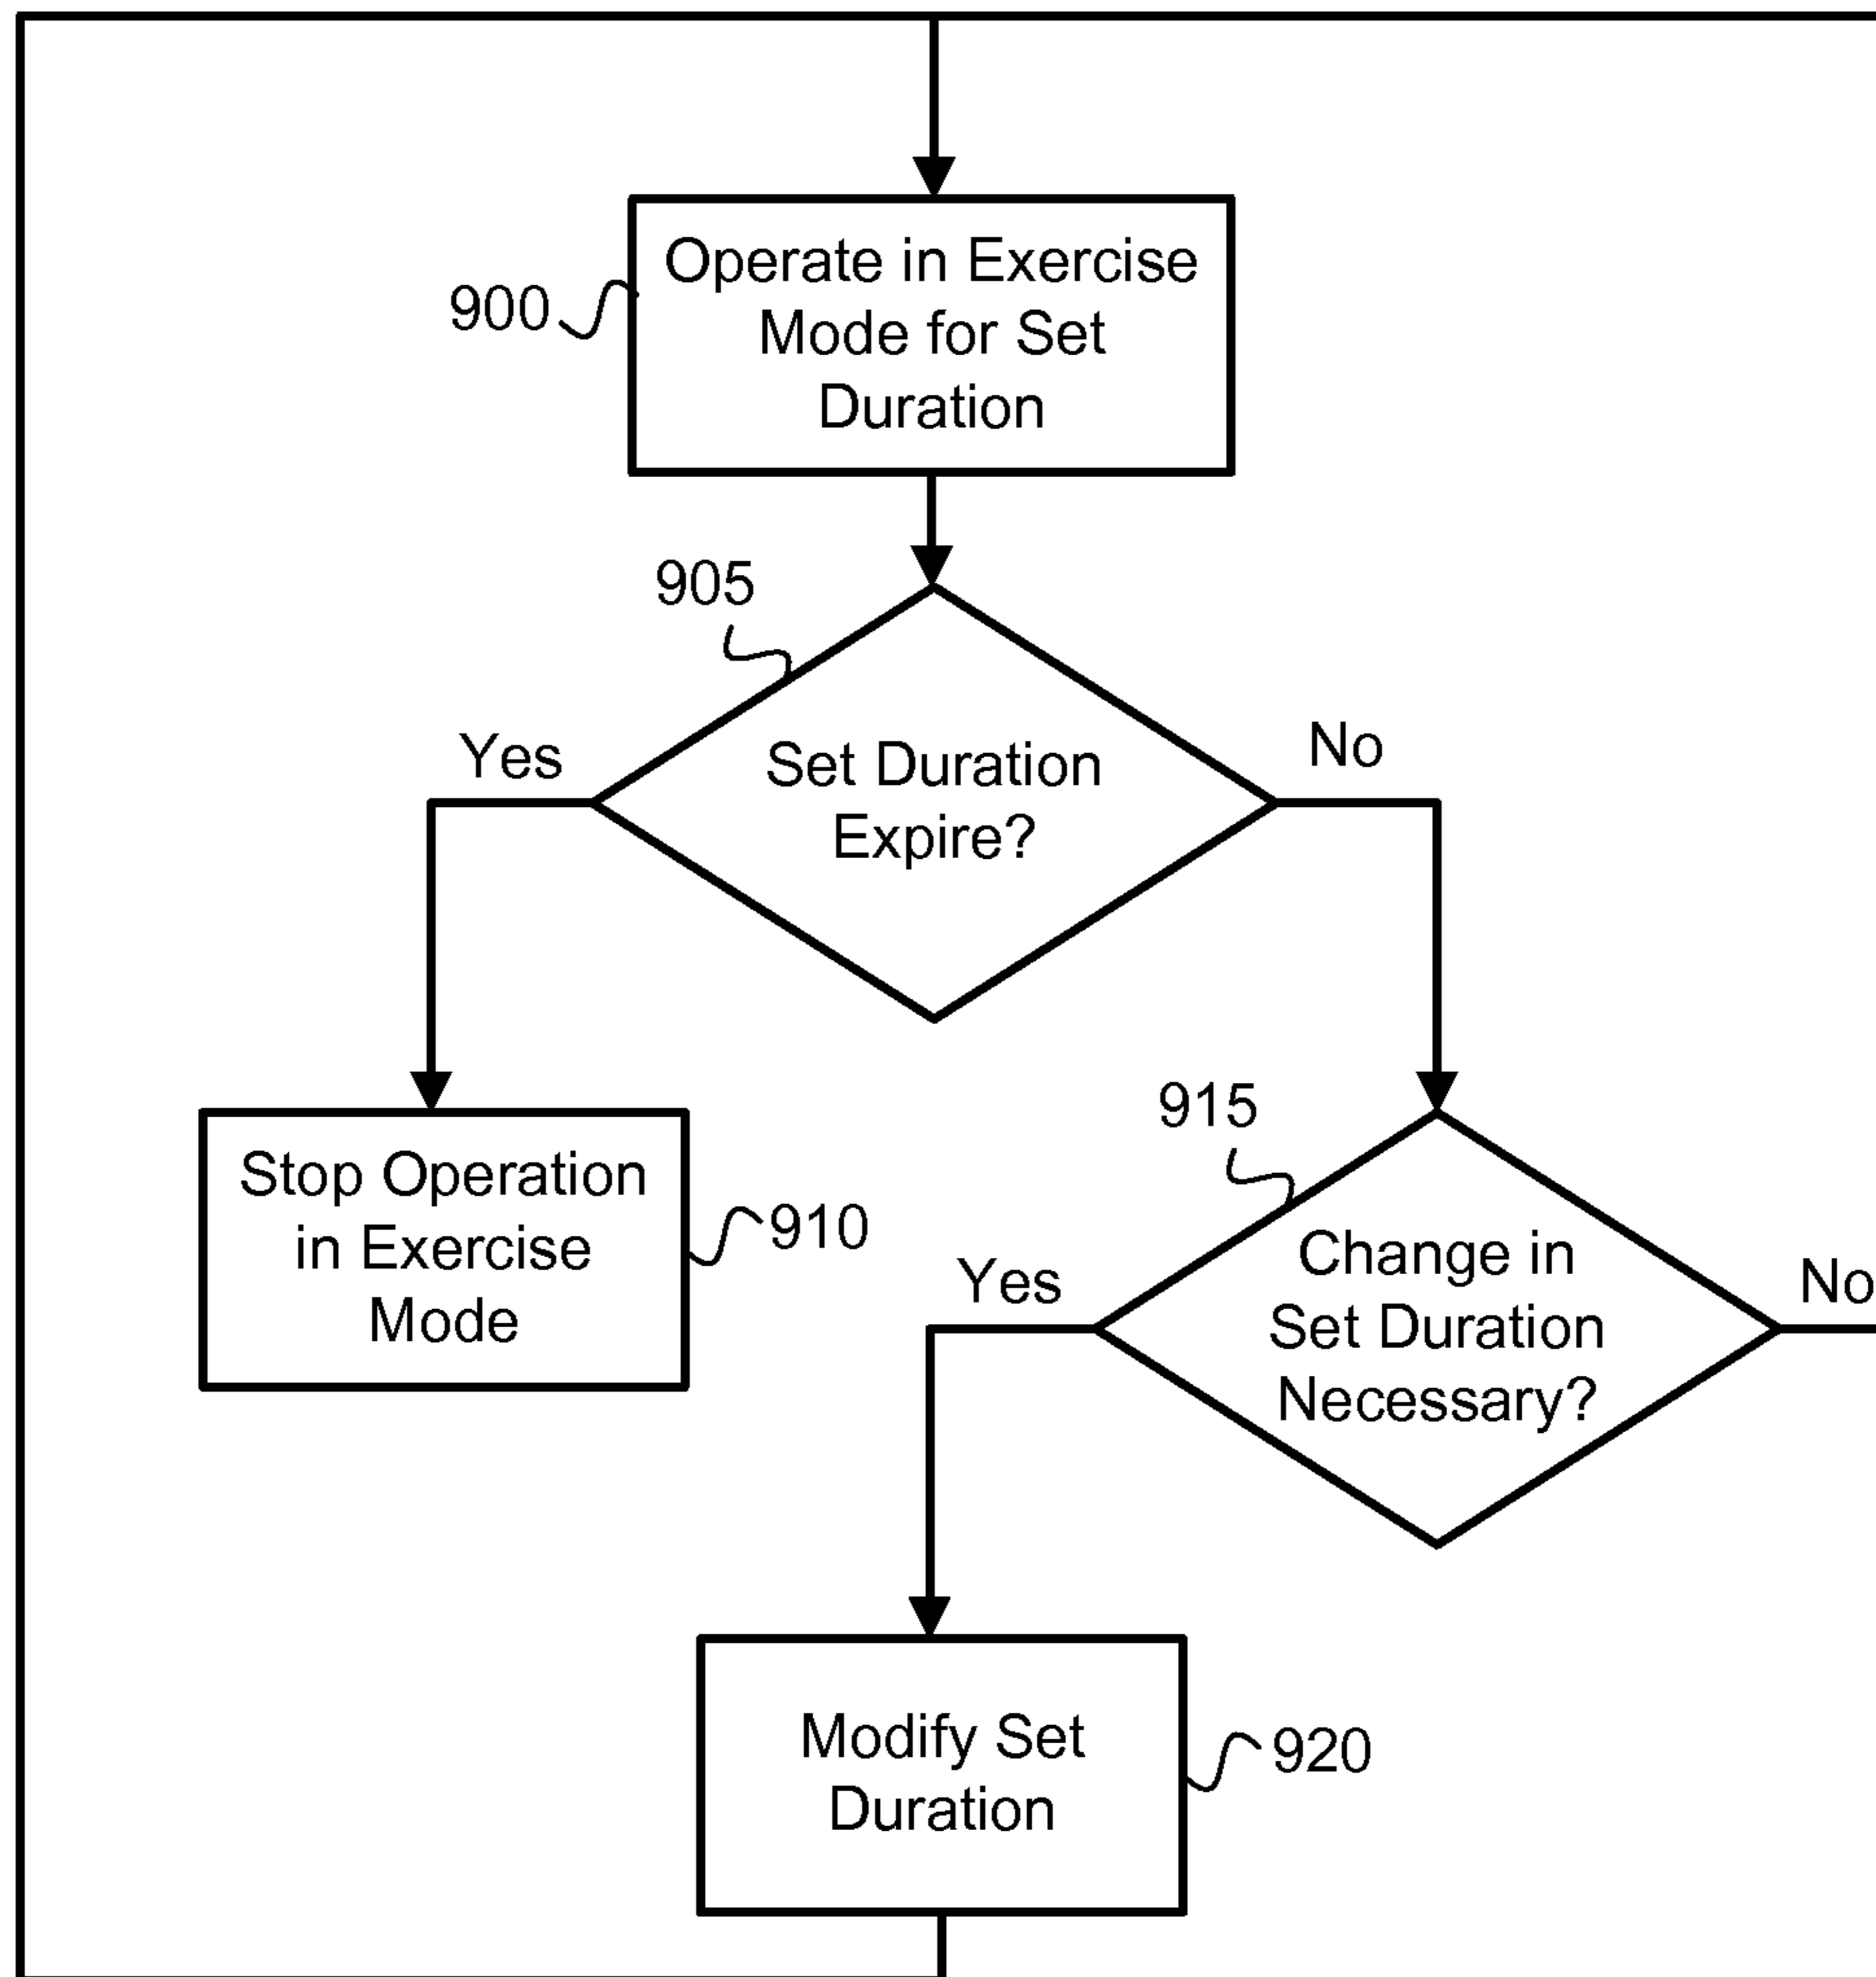 Operate in Exercise
Mode for Set
Duration
900
905
Set Duration
Expire?
Yes
No
Stop Operation
in Exercise
Mode
910
915
Change in
Set Duration
Necessary?
Yes
No
Modify Set
Duration
920